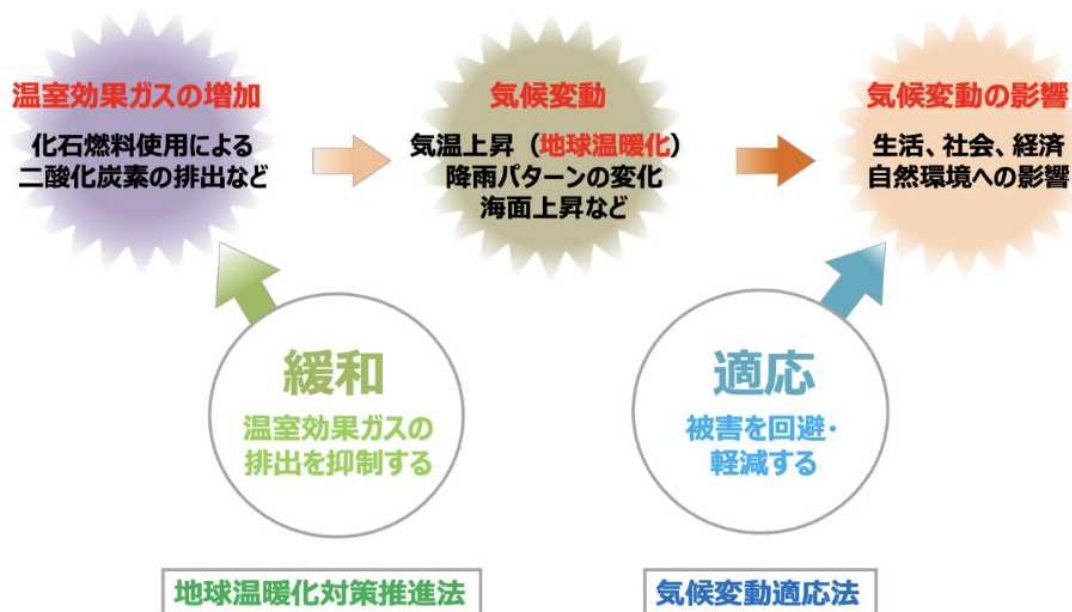 温室効果ガスの増加
化石燃料使用による
二酸化炭素の排出など
気候変動
気温上昇（地球温暖化）
降雨パターンの変化
海面上昇など
気候変動の影響
生活、社会、経済
自然環境への影響
緩和
温室効果ガスの
排出を抑制する
適応
被害を回避・
軽減する
地球温暖化対策推進法
気候変動適応法